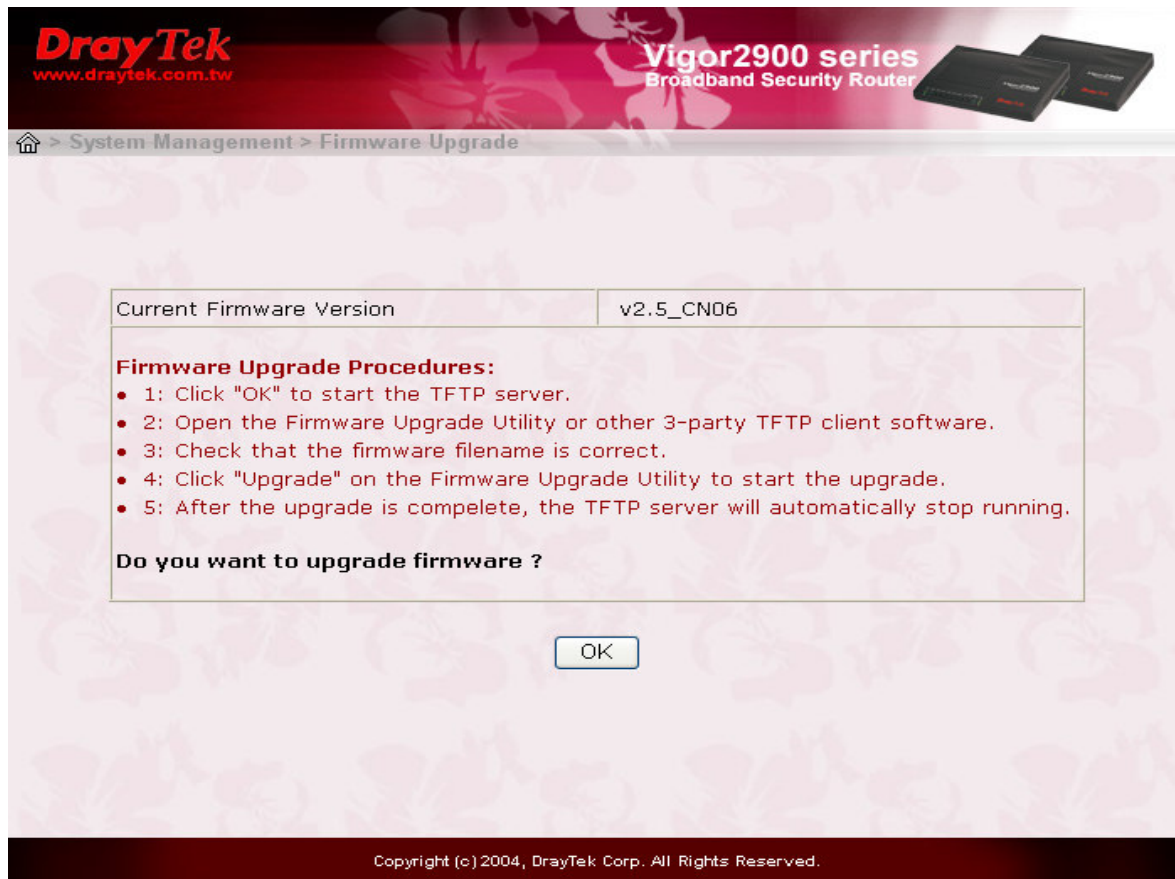 DrayTek
www.draytek.com.tw
Vigor2900 series
Broadband Security Router
> System Management > Firmware Upgrade
Current Firmware Version v2.5_CN06
Firmware Upgrade Procedures:
• 1: Click "OK" to start the TFTP server.
• 2: Open the Firmware Upgrade Utility or other 3-party TFTP client software.
• 3: Check that the firmware filename is correct.
• 4: Click "Upgrade" on the Firmware Upgrade Utility to start the upgrade.
• 5: After the upgrade is compelete, the TFTP server will automatically stop running.
Do you want to upgrade firmware ?
OK
Copyright (c) 2004, DrayTek Corp. All Rights Reserved.